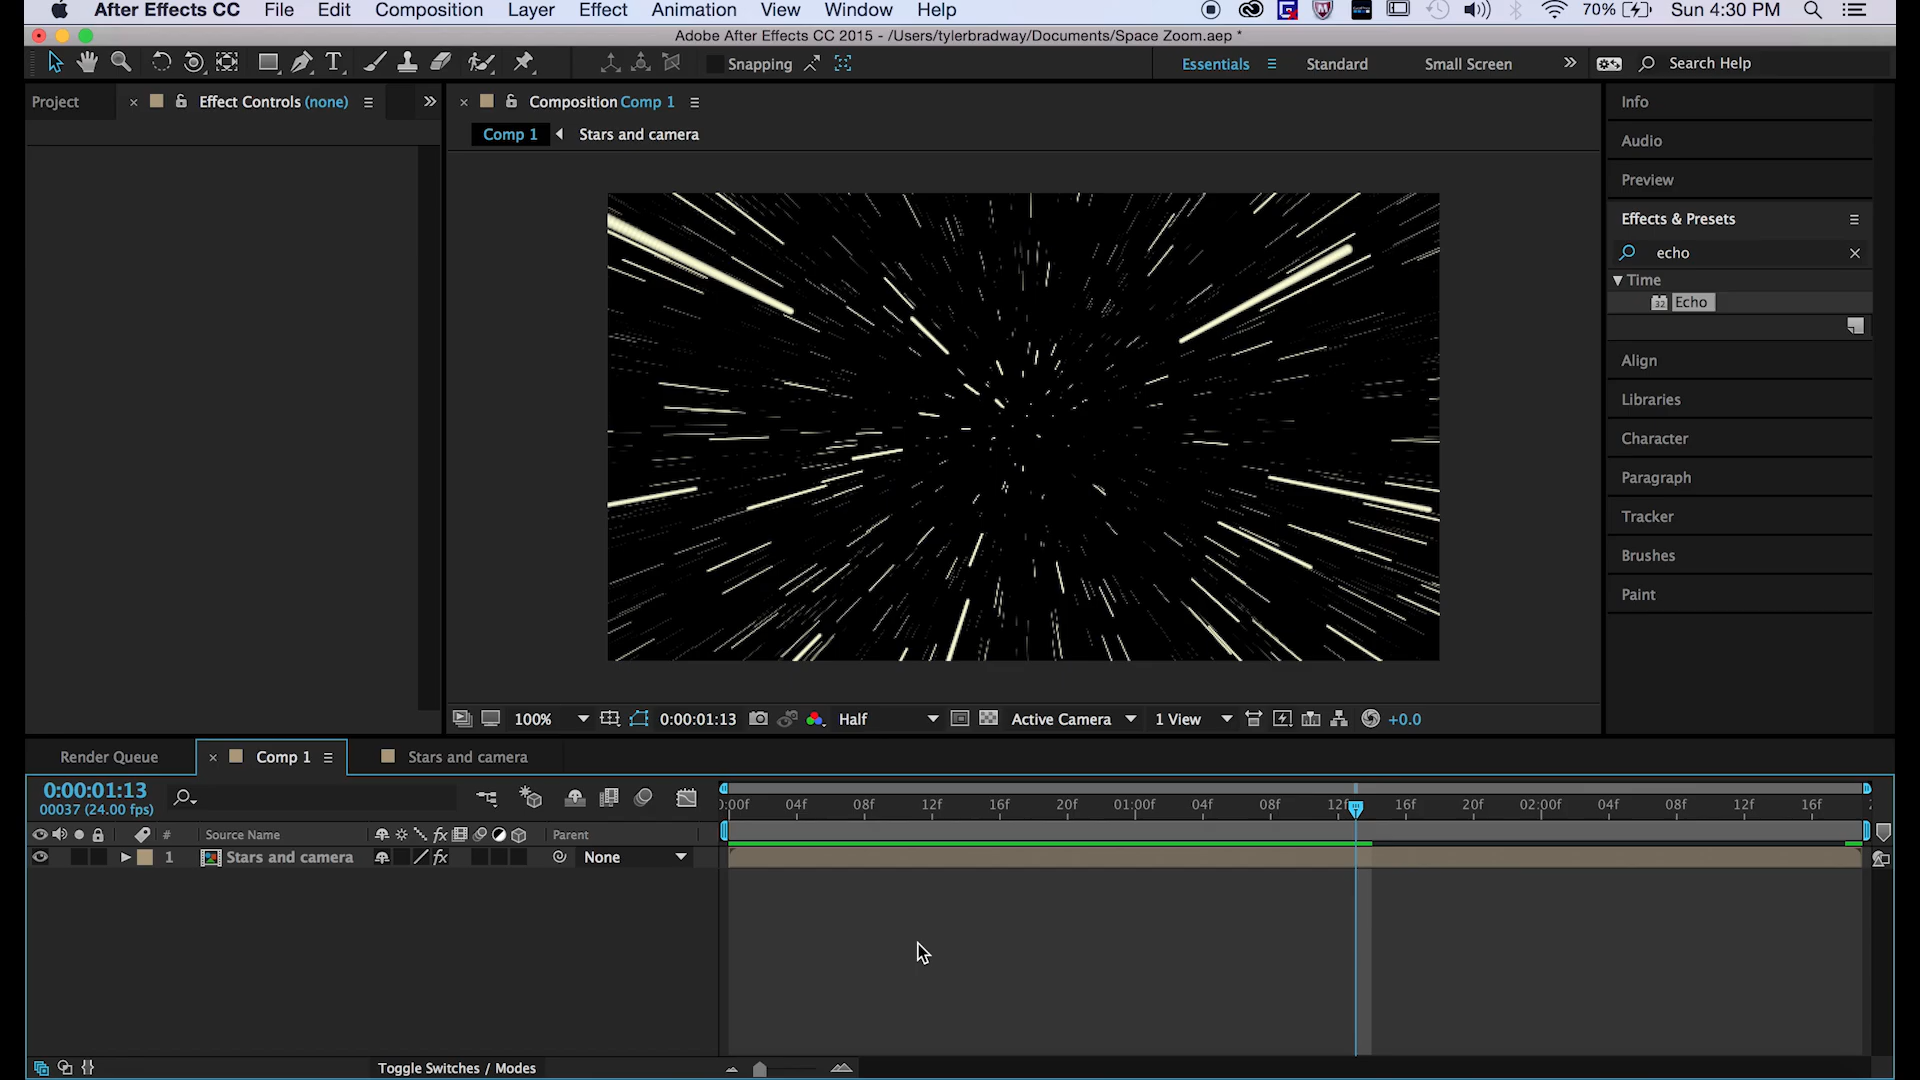 After Effects CC File Edit Composition Layer Effect Animation View Window Help 70% Sun 4:30 PM
Adobe After Effects CC 2015 - /Users/tylerbradway/Documents/Space Zoom.aep *
Snapping Essentials Standard Small Screen Search Help
Project Effect Controls (none) Composition Comp 1 Info
Comp 1 Stars and camera
Audio
Preview
Effects & Presets
echo
Time
32 Echo
Align
Libraries
Character
Paragraph
Tracker
Brushes
Paint
100% 0:00:01:13 Half Active Camera 1 View +0.0
Render Queue Comp 1 Stars and camera
0:00:01:13
00037 (24.00 fps)
:00f 04f 08f 12f 16f 20f 01:00f 04f 08f 12f 16f 20f 02:00f 04f 08f 12f 16f
# Source Name fx Parent
1 Stars and camera fx None
Toggle Switches / Modes